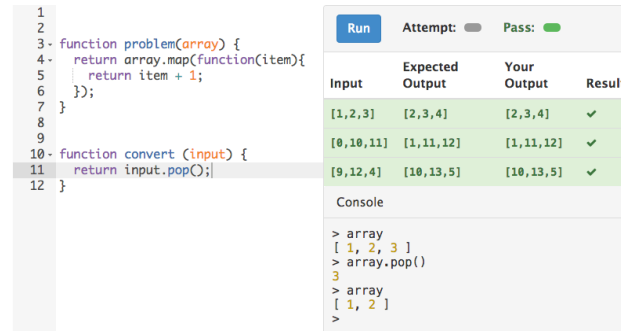 1
2
3 function problem(array) {
4 return array.map(function(item){
5 return item + 1;
6 });
7 }
8
9
10 function convert (input) {
11 return input.pop();
12 }
Run Attempt: Pass:
Input Expected Output Your Output Result
[1,2,3] [2,3,4] [2,3,4]
[0,10,11] [1,11,12] [1,11,12]
[9,12,4] [10,13,5] [10,13,5]
Console
> array
[ 1, 2, 3 ]
> array.pop()
3
> array
[ 1, 2 ]
>